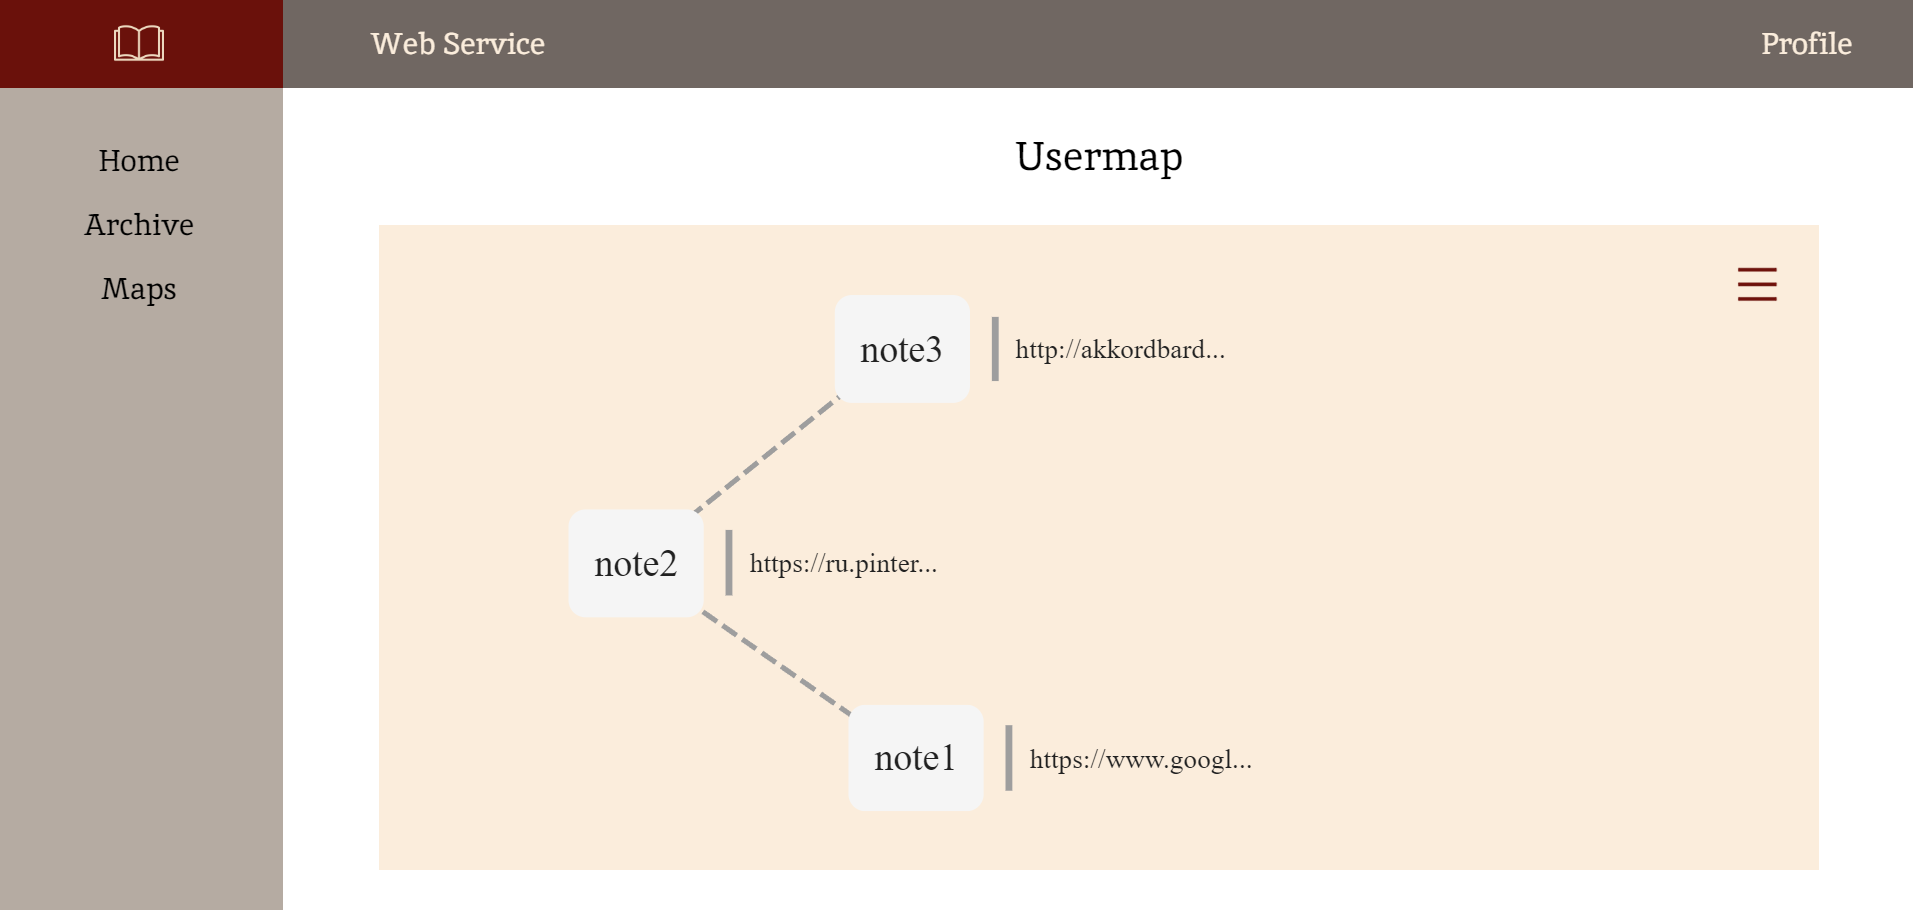 Web Service
Profile
Home
Archive
Maps
Usermap
note3
http://akkordbard...
note2
https://ru.pinter...
note1
https://www.googl...